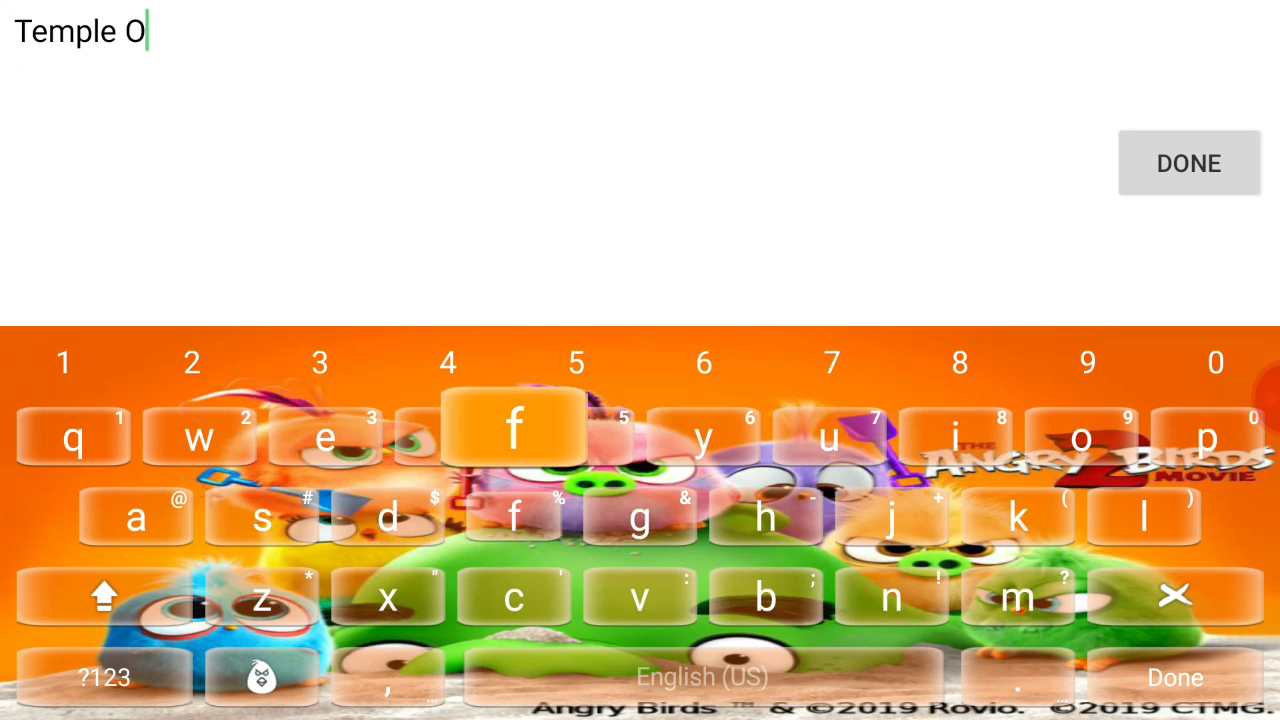 Temple O
DONE
1 2 3 4 5 6 7 8 9 0
q 1 w 2 e 3 f 5 y 6 u 7 i 8 o 9 p 0
THE ANGRY BIRDS 2 MOVIE
a @ s # d $ f % g & h - j + k ( l )
z * x " c ' v : b ; n ! m ?
?123 , ... English (US) . ... Done
Angry Birds ™ & ©2019 Rovio. ©2019 CTMG.